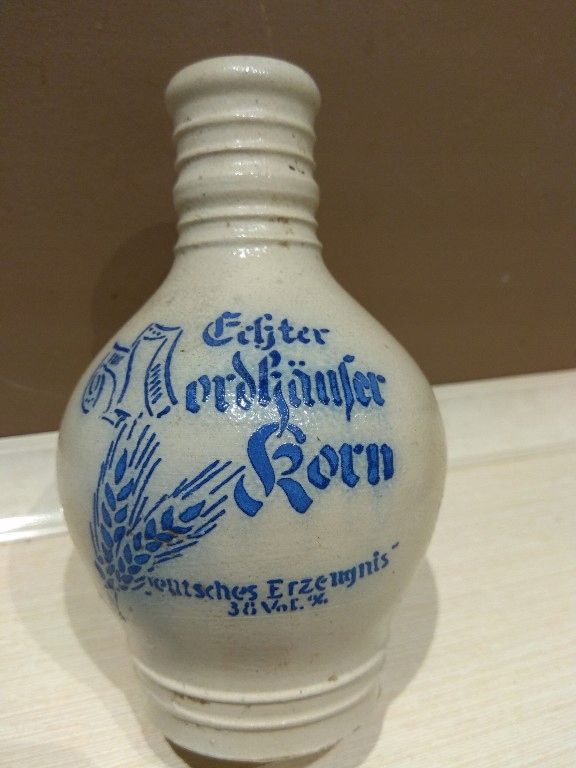 Echter
Nordhäuser
Korn
Deutsches Erzeugnis
38 Vol. %